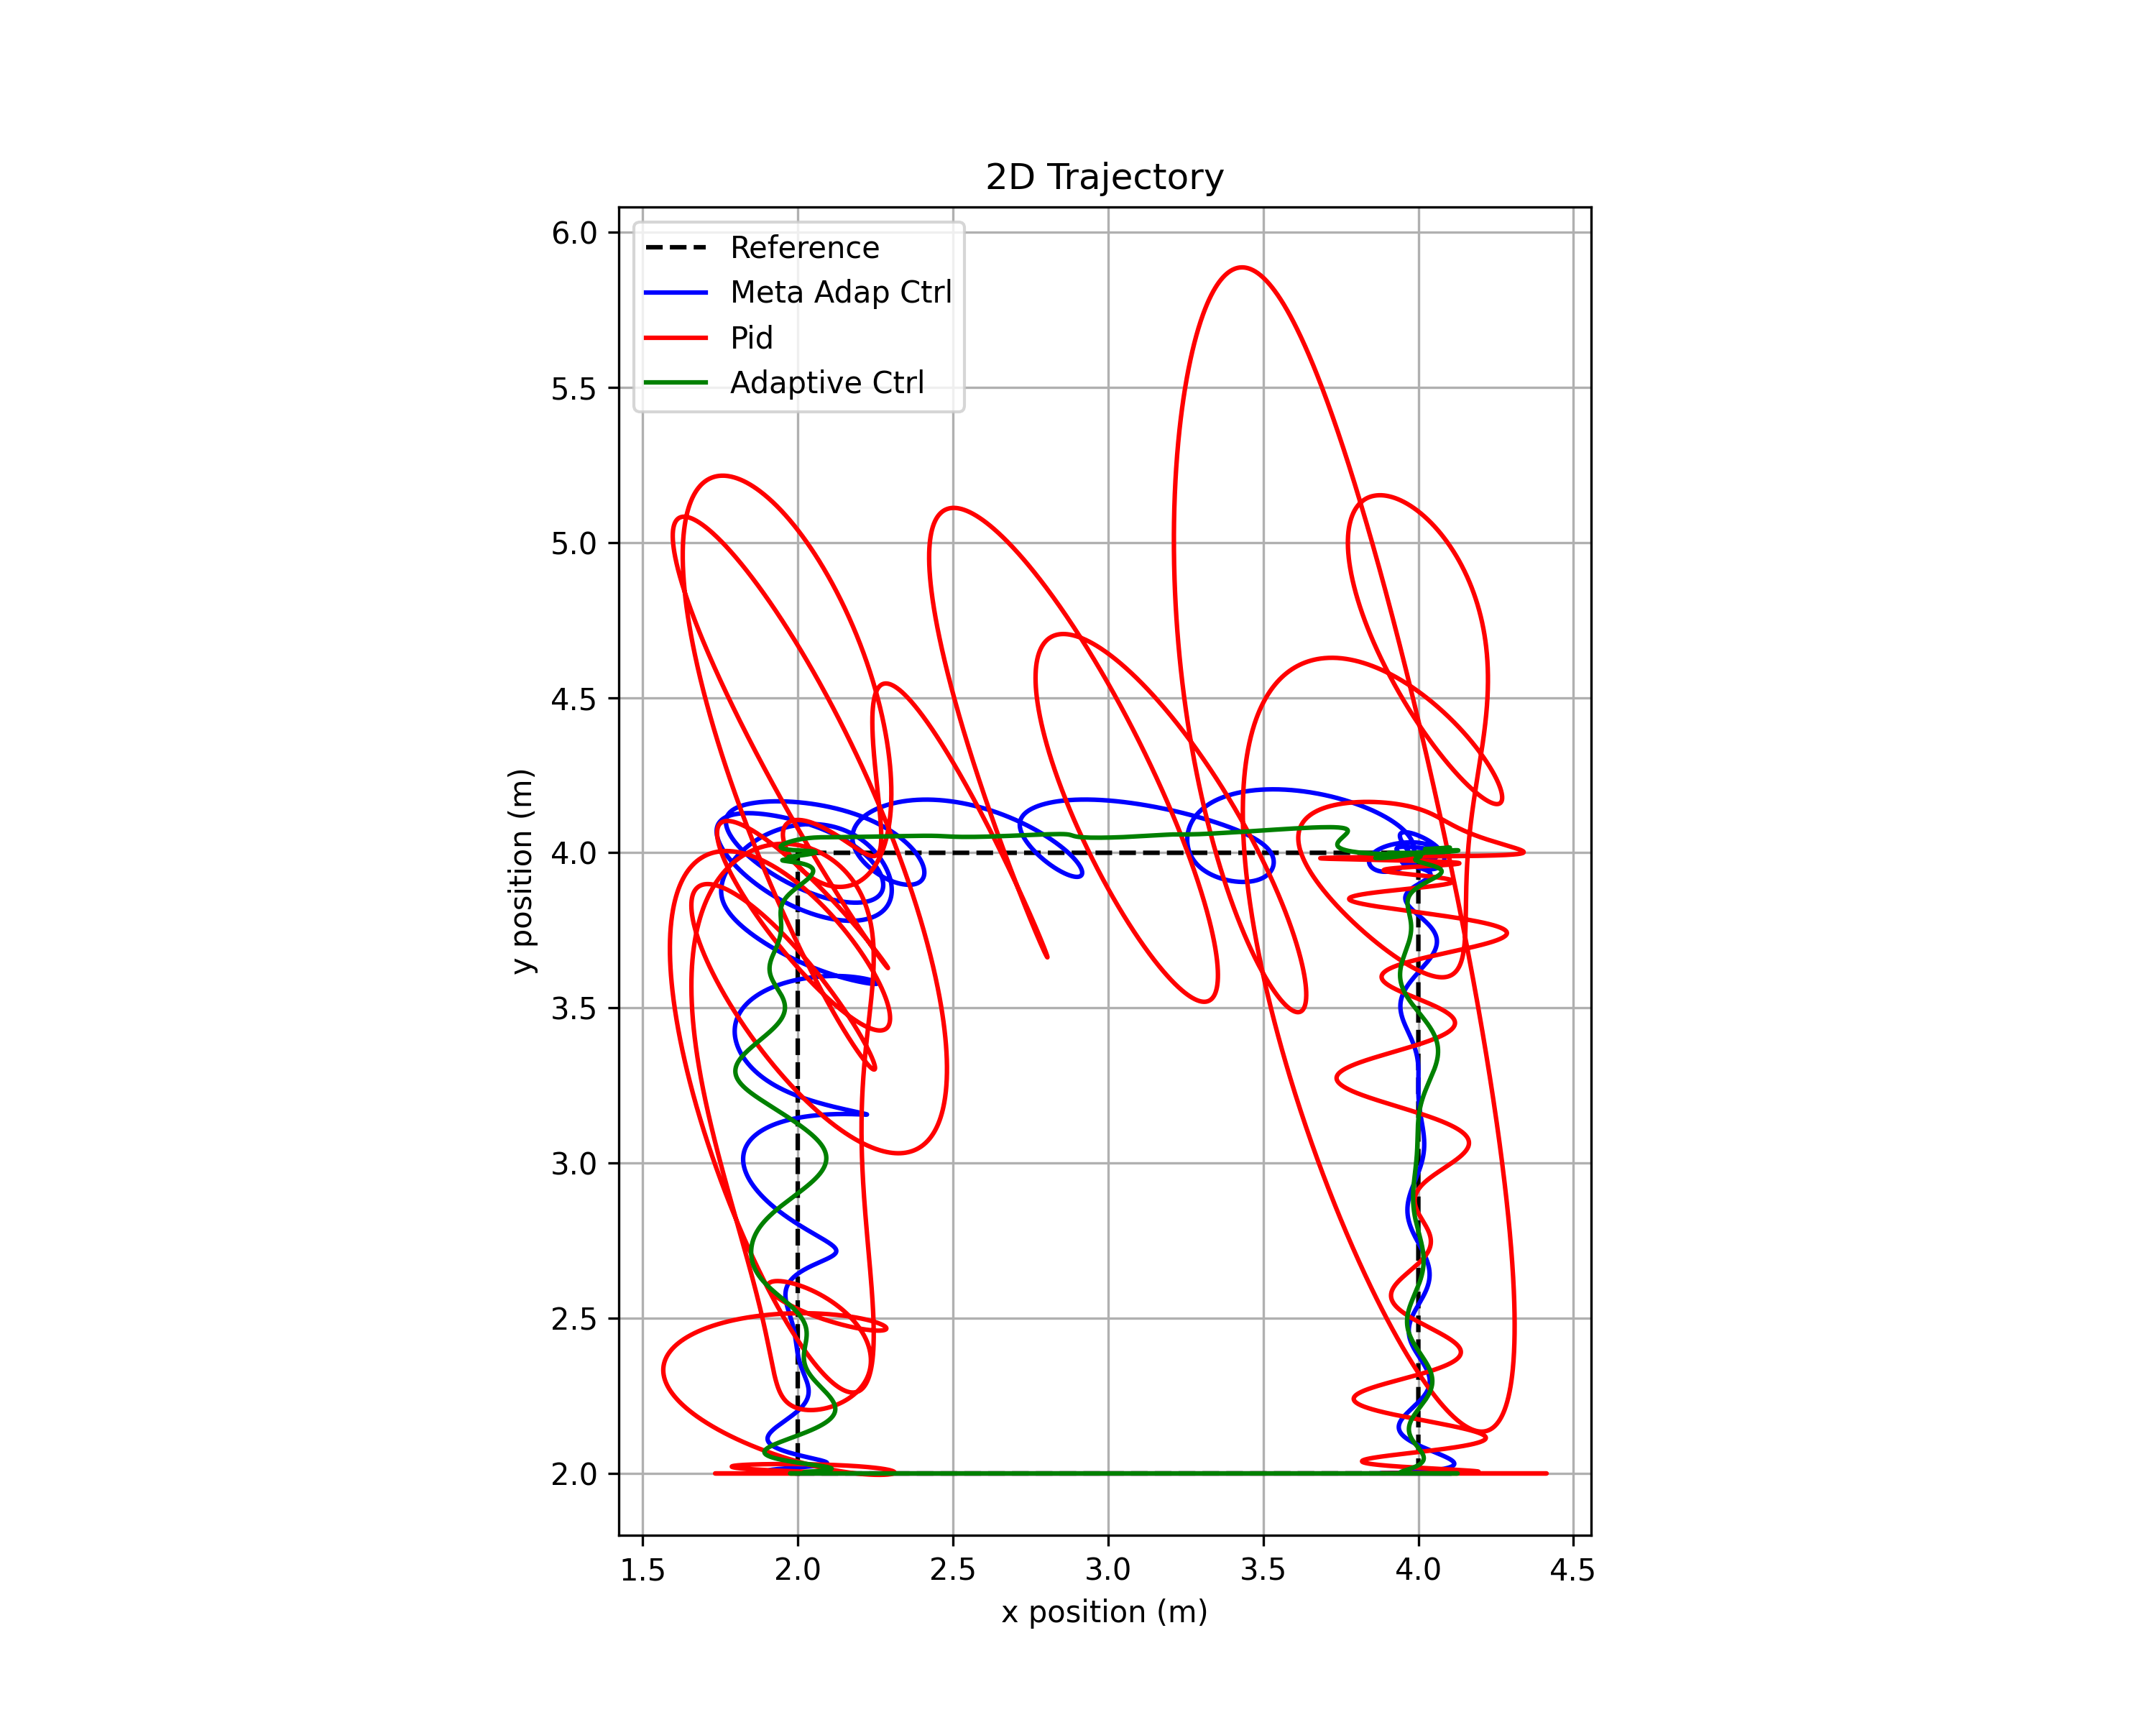 2D Trajectory
Reference
Meta Adap Ctrl
Pid
Adaptive Ctrl
6.0
5.5
5.0
4.5
4.0
3.5
3.0
2.5
2.0
y position (m)
1.5 2.0 2.5 3.0 3.5 4.0 4.5
x position (m)